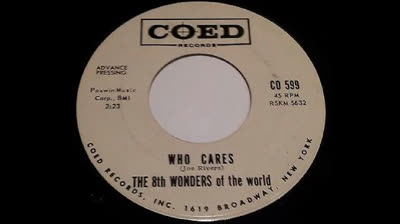 COED
RECORDS
ADVANCE
PRESSING
Pauwin Music
Corp., BMI
2:23
CO 599
45 RPM
RSKM 5632
WHO CARES
(Joe Rivers)
THE 8th WONDERS of the world
COED RECORDS, INC. 1619 BROADWAY, NEW YORK